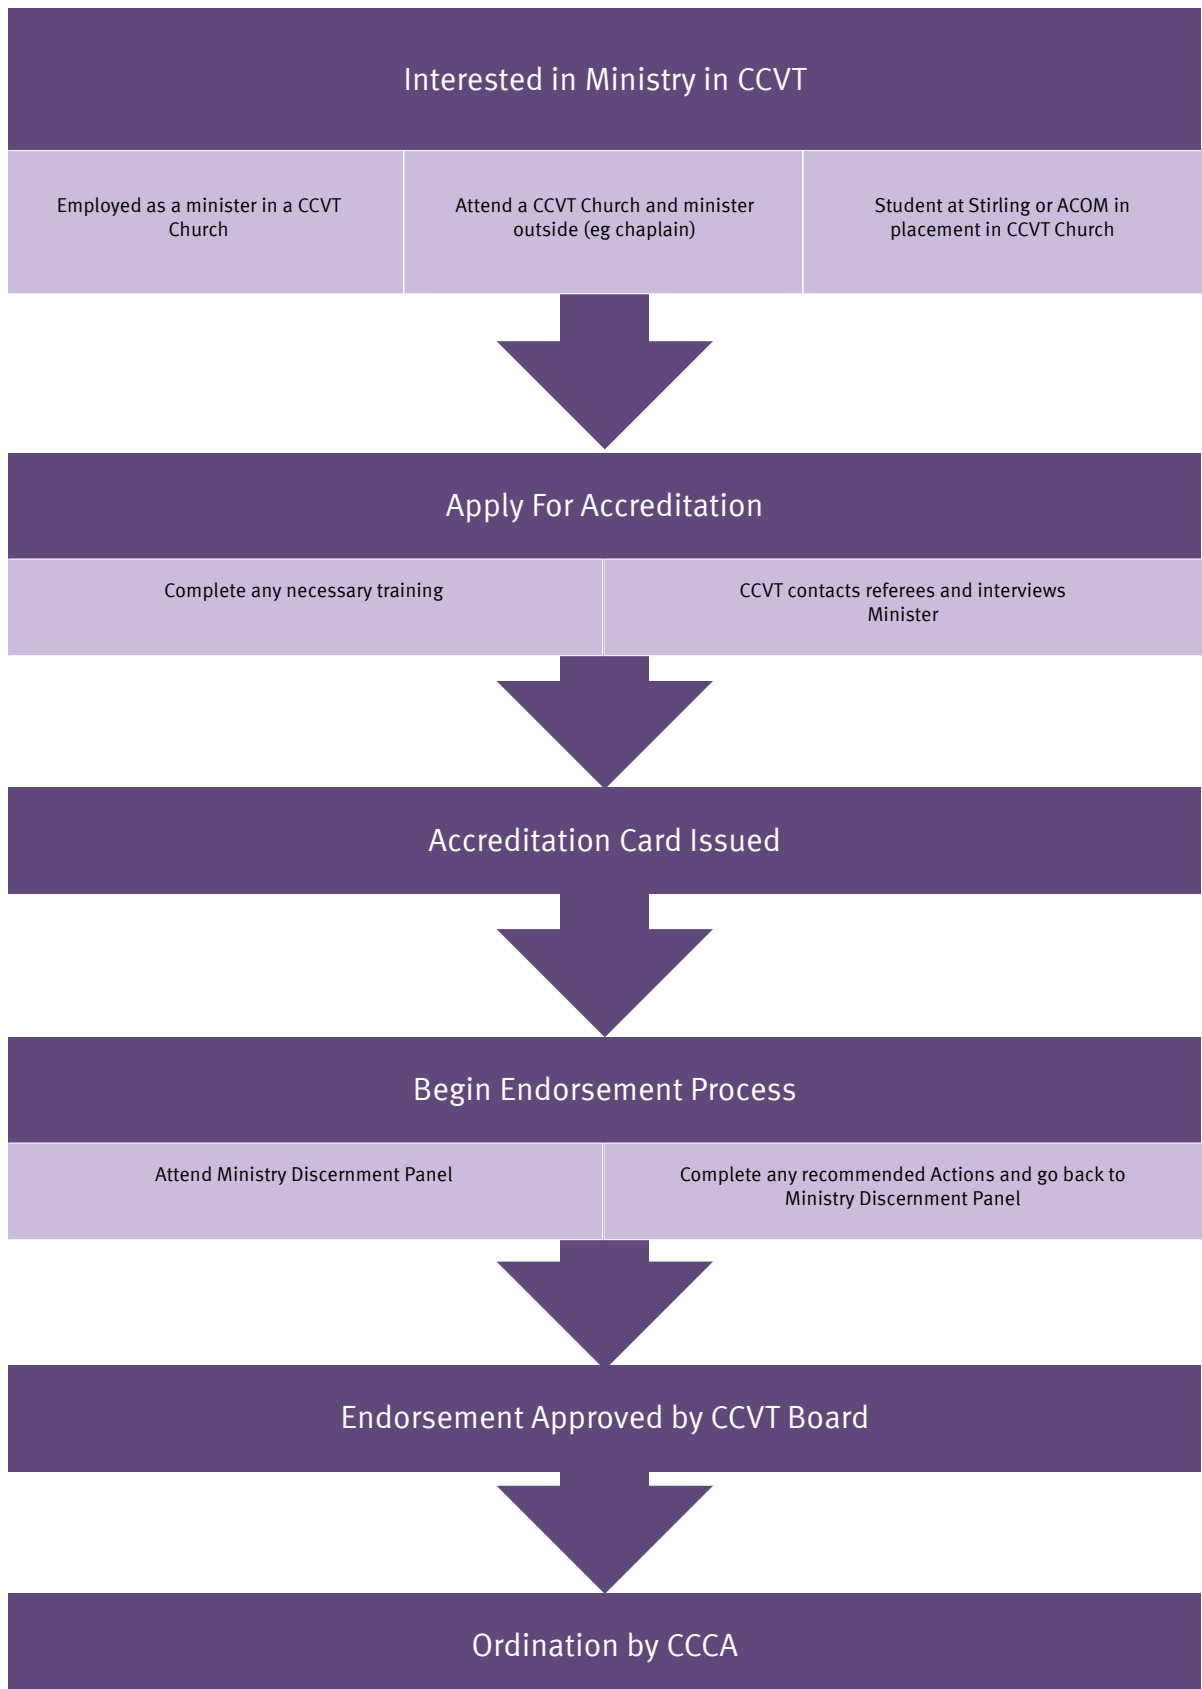 Interested in Ministry in CCVT
Employed as a minister in a CCVT
Church
Attend a CCVT Church and minister
outside (eg chaplain)
Student at Stirling or ACOM in
placement in CCVT Church
Apply For Accreditation
Complete any necessary training
CCVT contacts referees and interviews
Minister
Accreditation Card Issued
Begin Endorsement Process
Attend Ministry Discernment Panel
Complete any recommended Actions and go back to
Ministry Discernment Panel
Endorsement Approved by CCVT Board
Ordination by CCCA